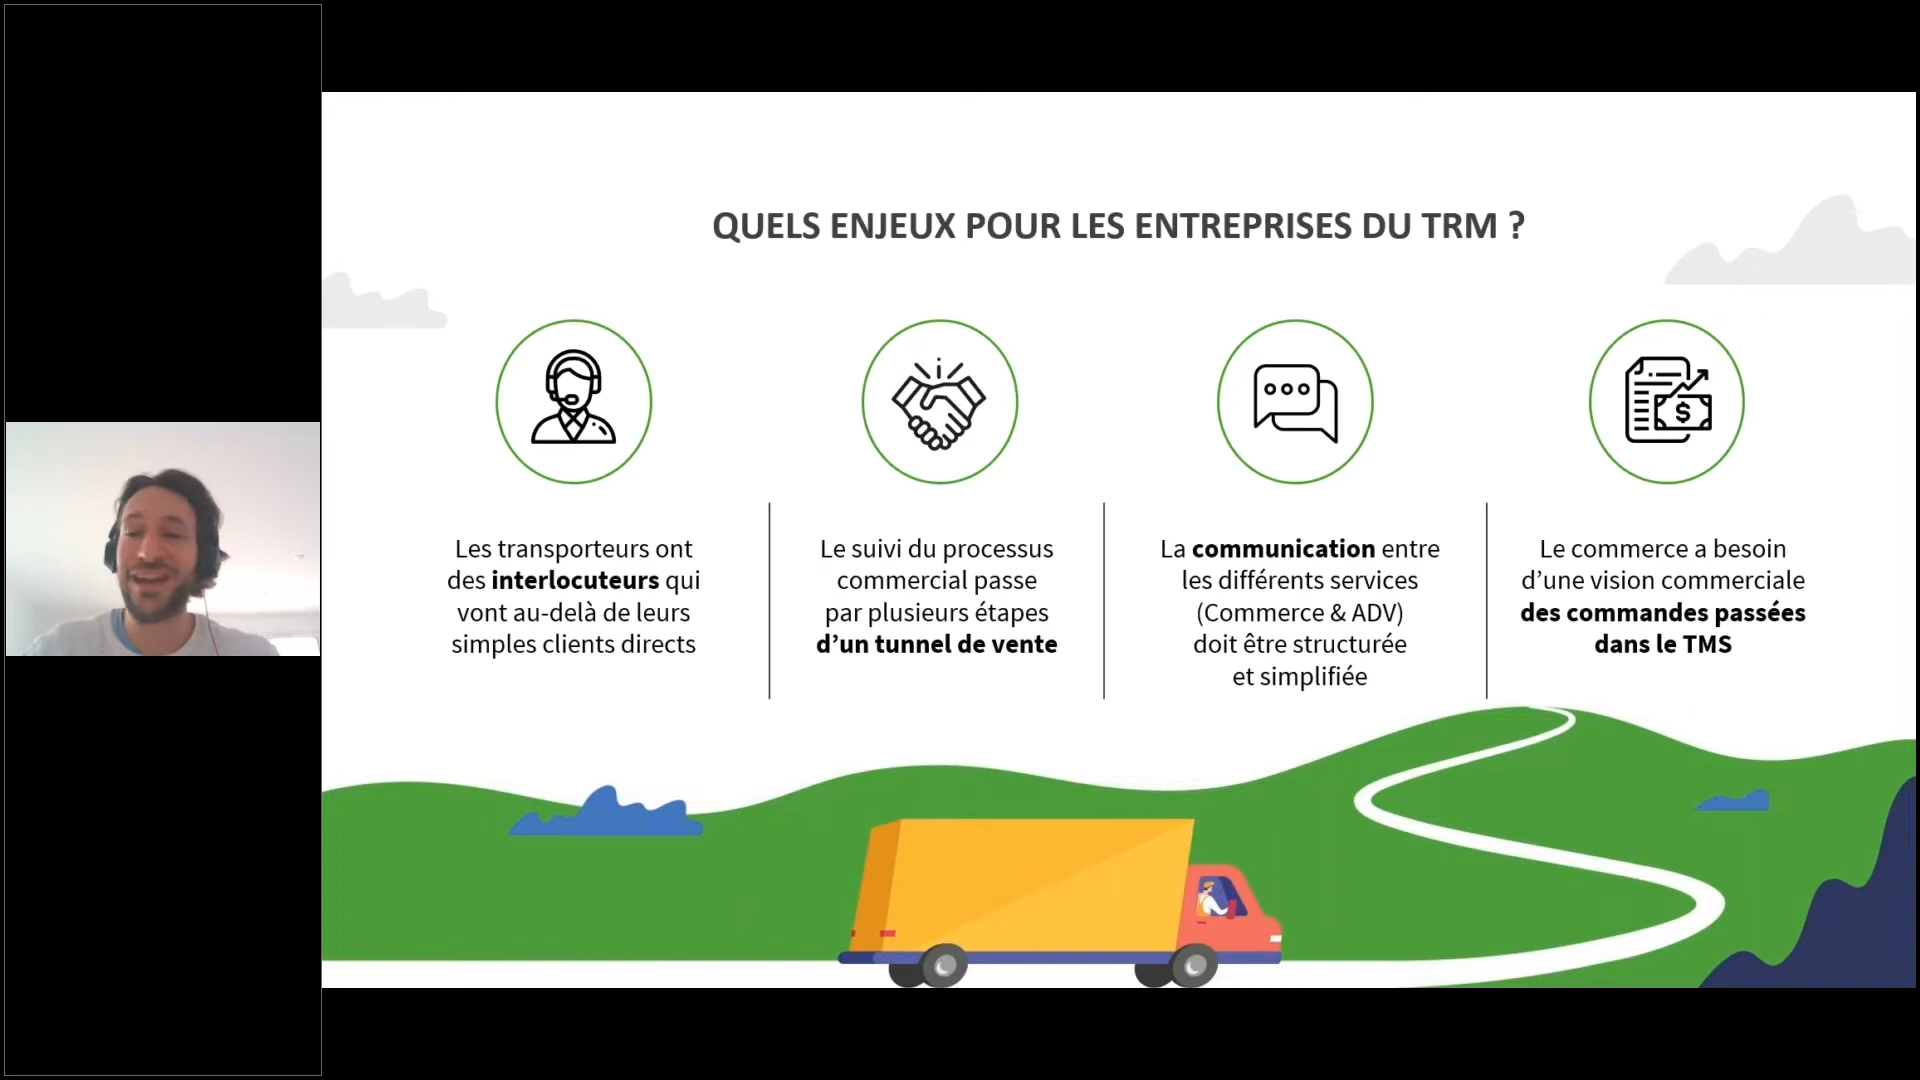 QUELS ENJEUX POUR LES ENTREPRISES DU TRM ?
Les transporteurs ont
des interlocuteurs qui
vont au-delà de leurs
simples clients directs
Le suivi du processus
commercial passe
par plusieurs étapes
d’un tunnel de vente
La communication entre
les différents services
(Commerce & ADV)
doit être structurée
et simplifiée
Le commerce a besoin
d’une vision commerciale
des commandes passées
dans le TMS
$